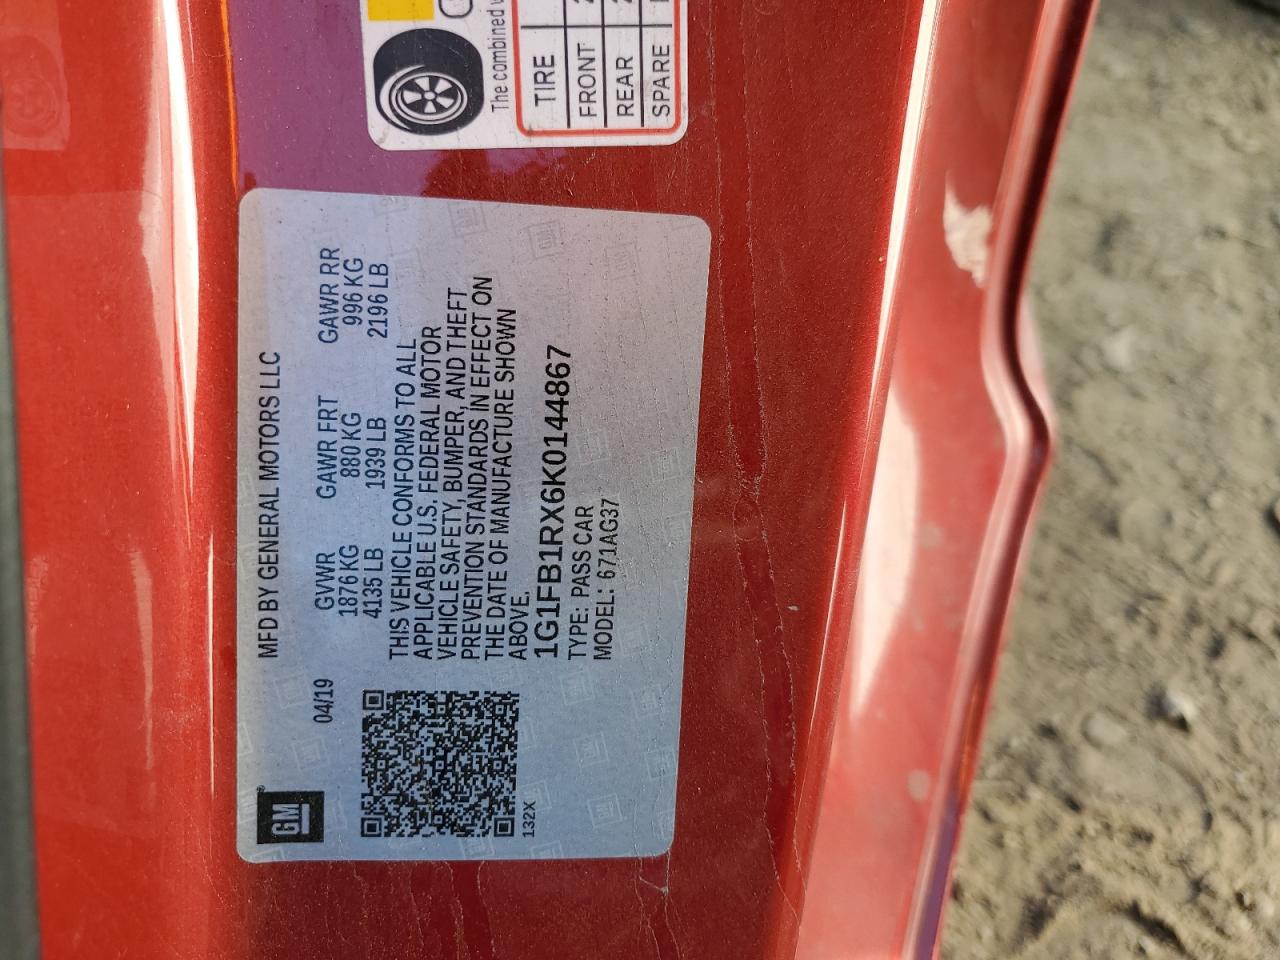 The combined
TIRE
FRONT
REAR
SPARE
GM
MFD BY GENERAL MOTORS LLC
04/19
GVWR GAWR FRT GAWR RR
1876 KG 880 KG 996 KG
4135 LB 1939 LB 2196 LB
THIS VEHICLE CONFORMS TO ALL
APPLICABLE U.S. FEDERAL MOTOR
VEHICLE SAFETY, BUMPER, AND THEFT
PREVENTION STANDARDS IN EFFECT ON
THE DATE OF MANUFACTURE SHOWN
ABOVE.
1G1FB1RX6K0144867
TYPE: PASS CAR
MODEL: 671AG37
132X